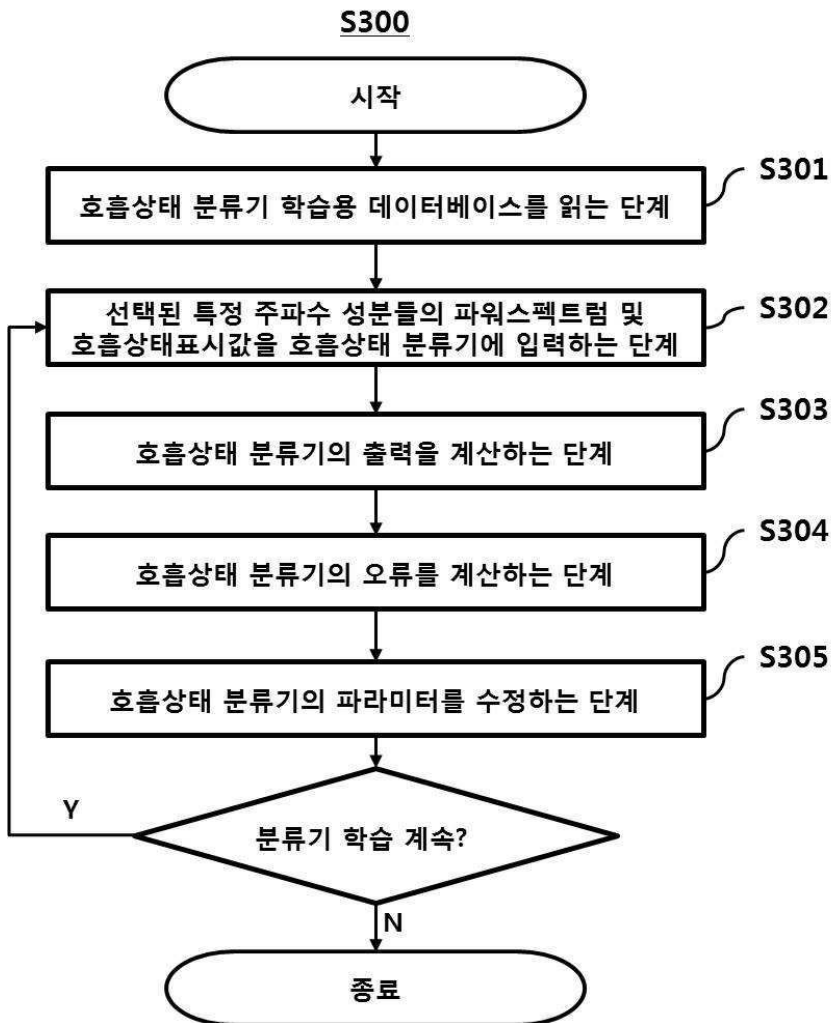 S300
시작
호흡상태 분류기 학습용 데이터베이스를 읽는 단계
S301
선택된 특정 주파수 성분들의 파워스펙트럼 및
호흡상태표시값을 호흡상태 분류기에 입력하는 단계
S302
호흡상태 분류기의 출력을 계산하는 단계
S303
호흡상태 분류기의 오류를 계산하는 단계
S304
호흡상태 분류기의 파라미터를 수정하는 단계
S305
분류기 학습 계속?
Y
N
종료